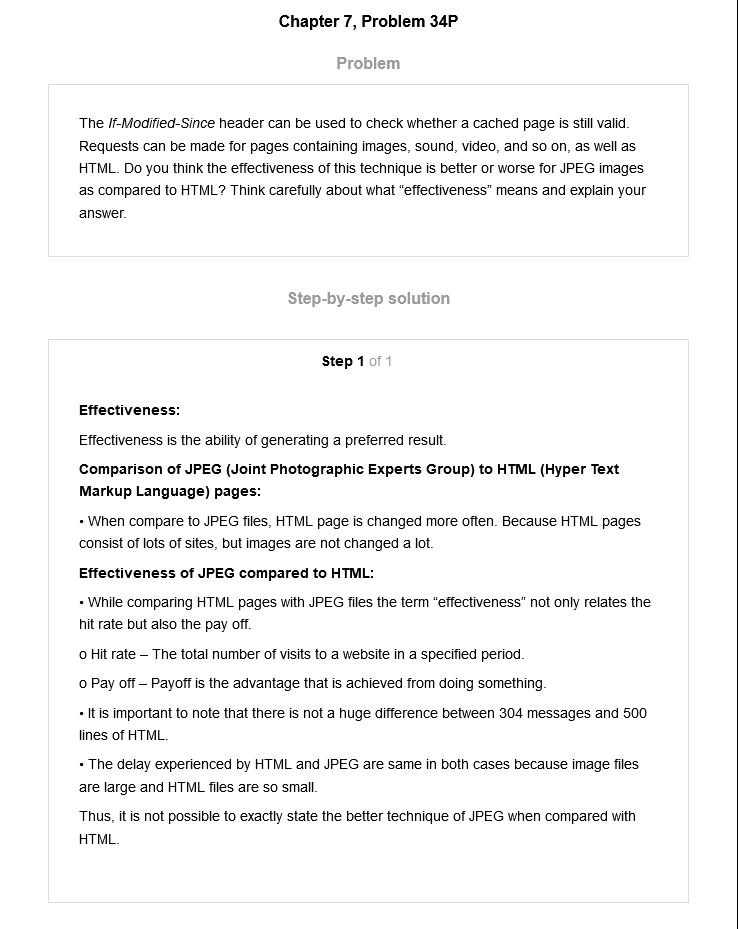 Chapter 7, Problem 34P
Problem
The If-Modified-Since header can be used to check whether a cached page is still valid.
Requests can be made for pages containing images, sound, video, and so on, as well as
HTML. Do you think the effectiveness of this technique is better or worse for JPEG images
as compared to HTML? Think carefully about what “effectiveness” means and explain your
answer.
Step-by-step solution
Step 1 of 1
Effectiveness:
Effectiveness is the ability of generating a preferred result.
Comparison of JPEG (Joint Photographic Experts Group) to HTML (Hyper Text
Markup Language) pages:
• When compare to JPEG files, HTML page is changed more often. Because HTML pages
consist of lots of sites, but images are not changed a lot.
Effectiveness of JPEG compared to HTML:
• While comparing HTML pages with JPEG files the term “effectiveness” not only relates the
hit rate but also the pay off.
o Hit rate – The total number of visits to a website in a specified period.
o Pay off – Payoff is the advantage that is achieved from doing something.
• It is important to note that there is not a huge difference between 304 messages and 500
lines of HTML.
• The delay experienced by HTML and JPEG are same in both cases because image files
are large and HTML files are so small.
Thus, it is not possible to exactly state the better technique of JPEG when compared with
HTML.